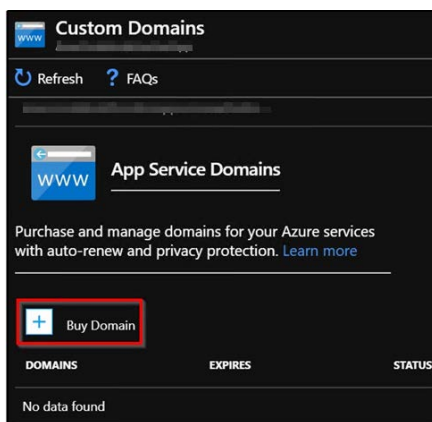 www
Custom Domains
Refresh ? FAQs
www
App Service Domains
Purchase and manage domains for your Azure services
with auto-renew and privacy protection. Learn more
+ Buy Domain
DOMAINS EXPIRES STATUS
No data found